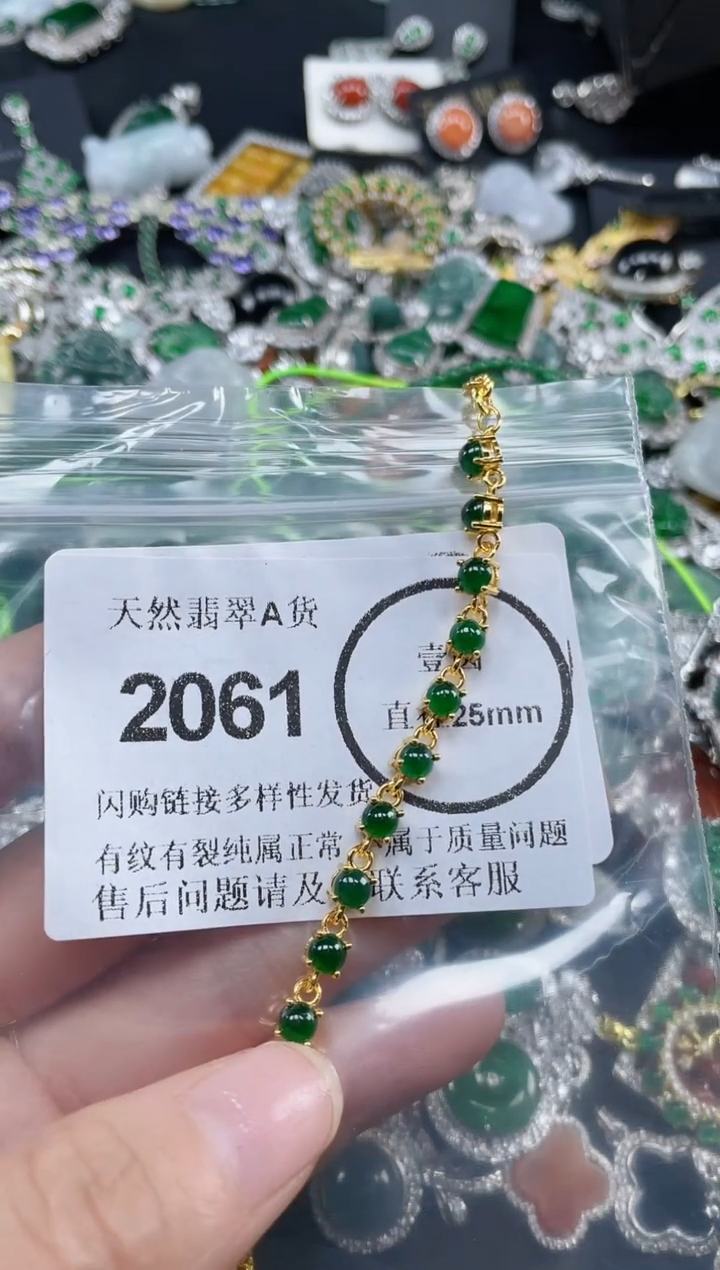 天然翡翠A货
2061
壹
直 25mm
闪购链接多样性发货
有纹有裂纯属正常 属于质量问题
售后问题请及 联系客服